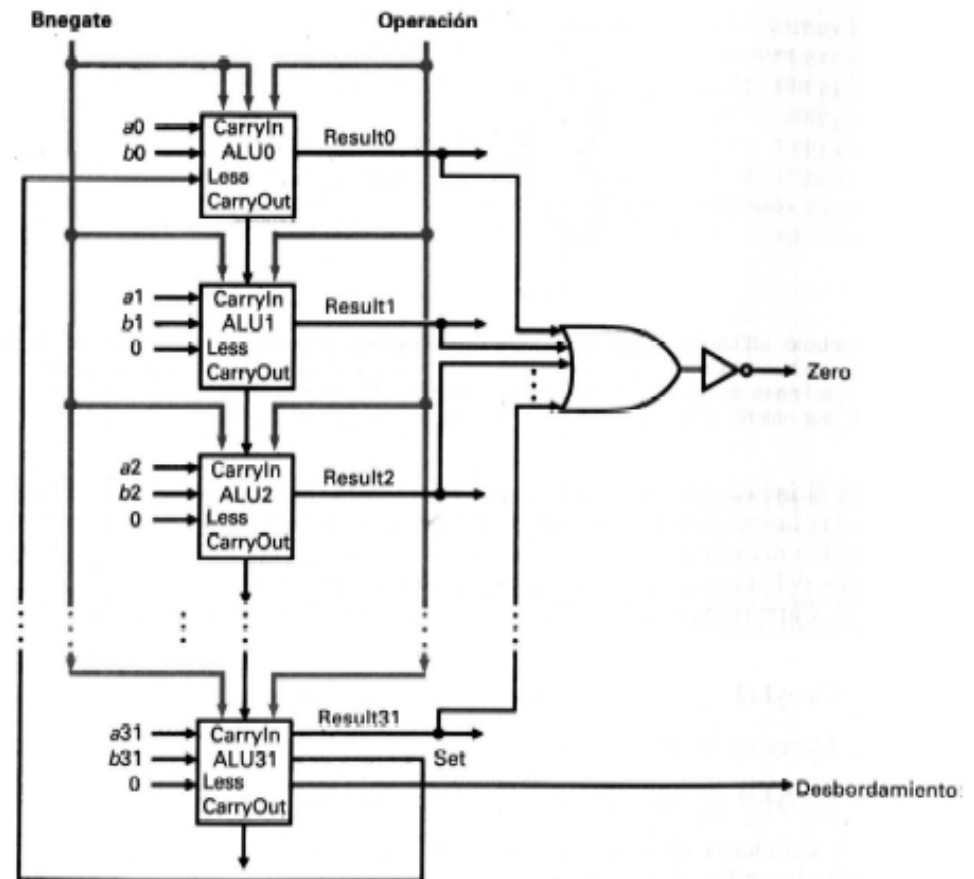 Bnegate
Operación
a0
b0
CarryIn
ALU0
Less
CarryOut
Result0
a1
b1
0
CarryIn
ALU1
Less
CarryOut
Result1
Zero
a2
b2
0
CarryIn
ALU2
Less
CarryOut
Result2
a31
b31
0
CarryIn
ALU31
Less
CarryOut
Result31
Set
Desbordamiento: